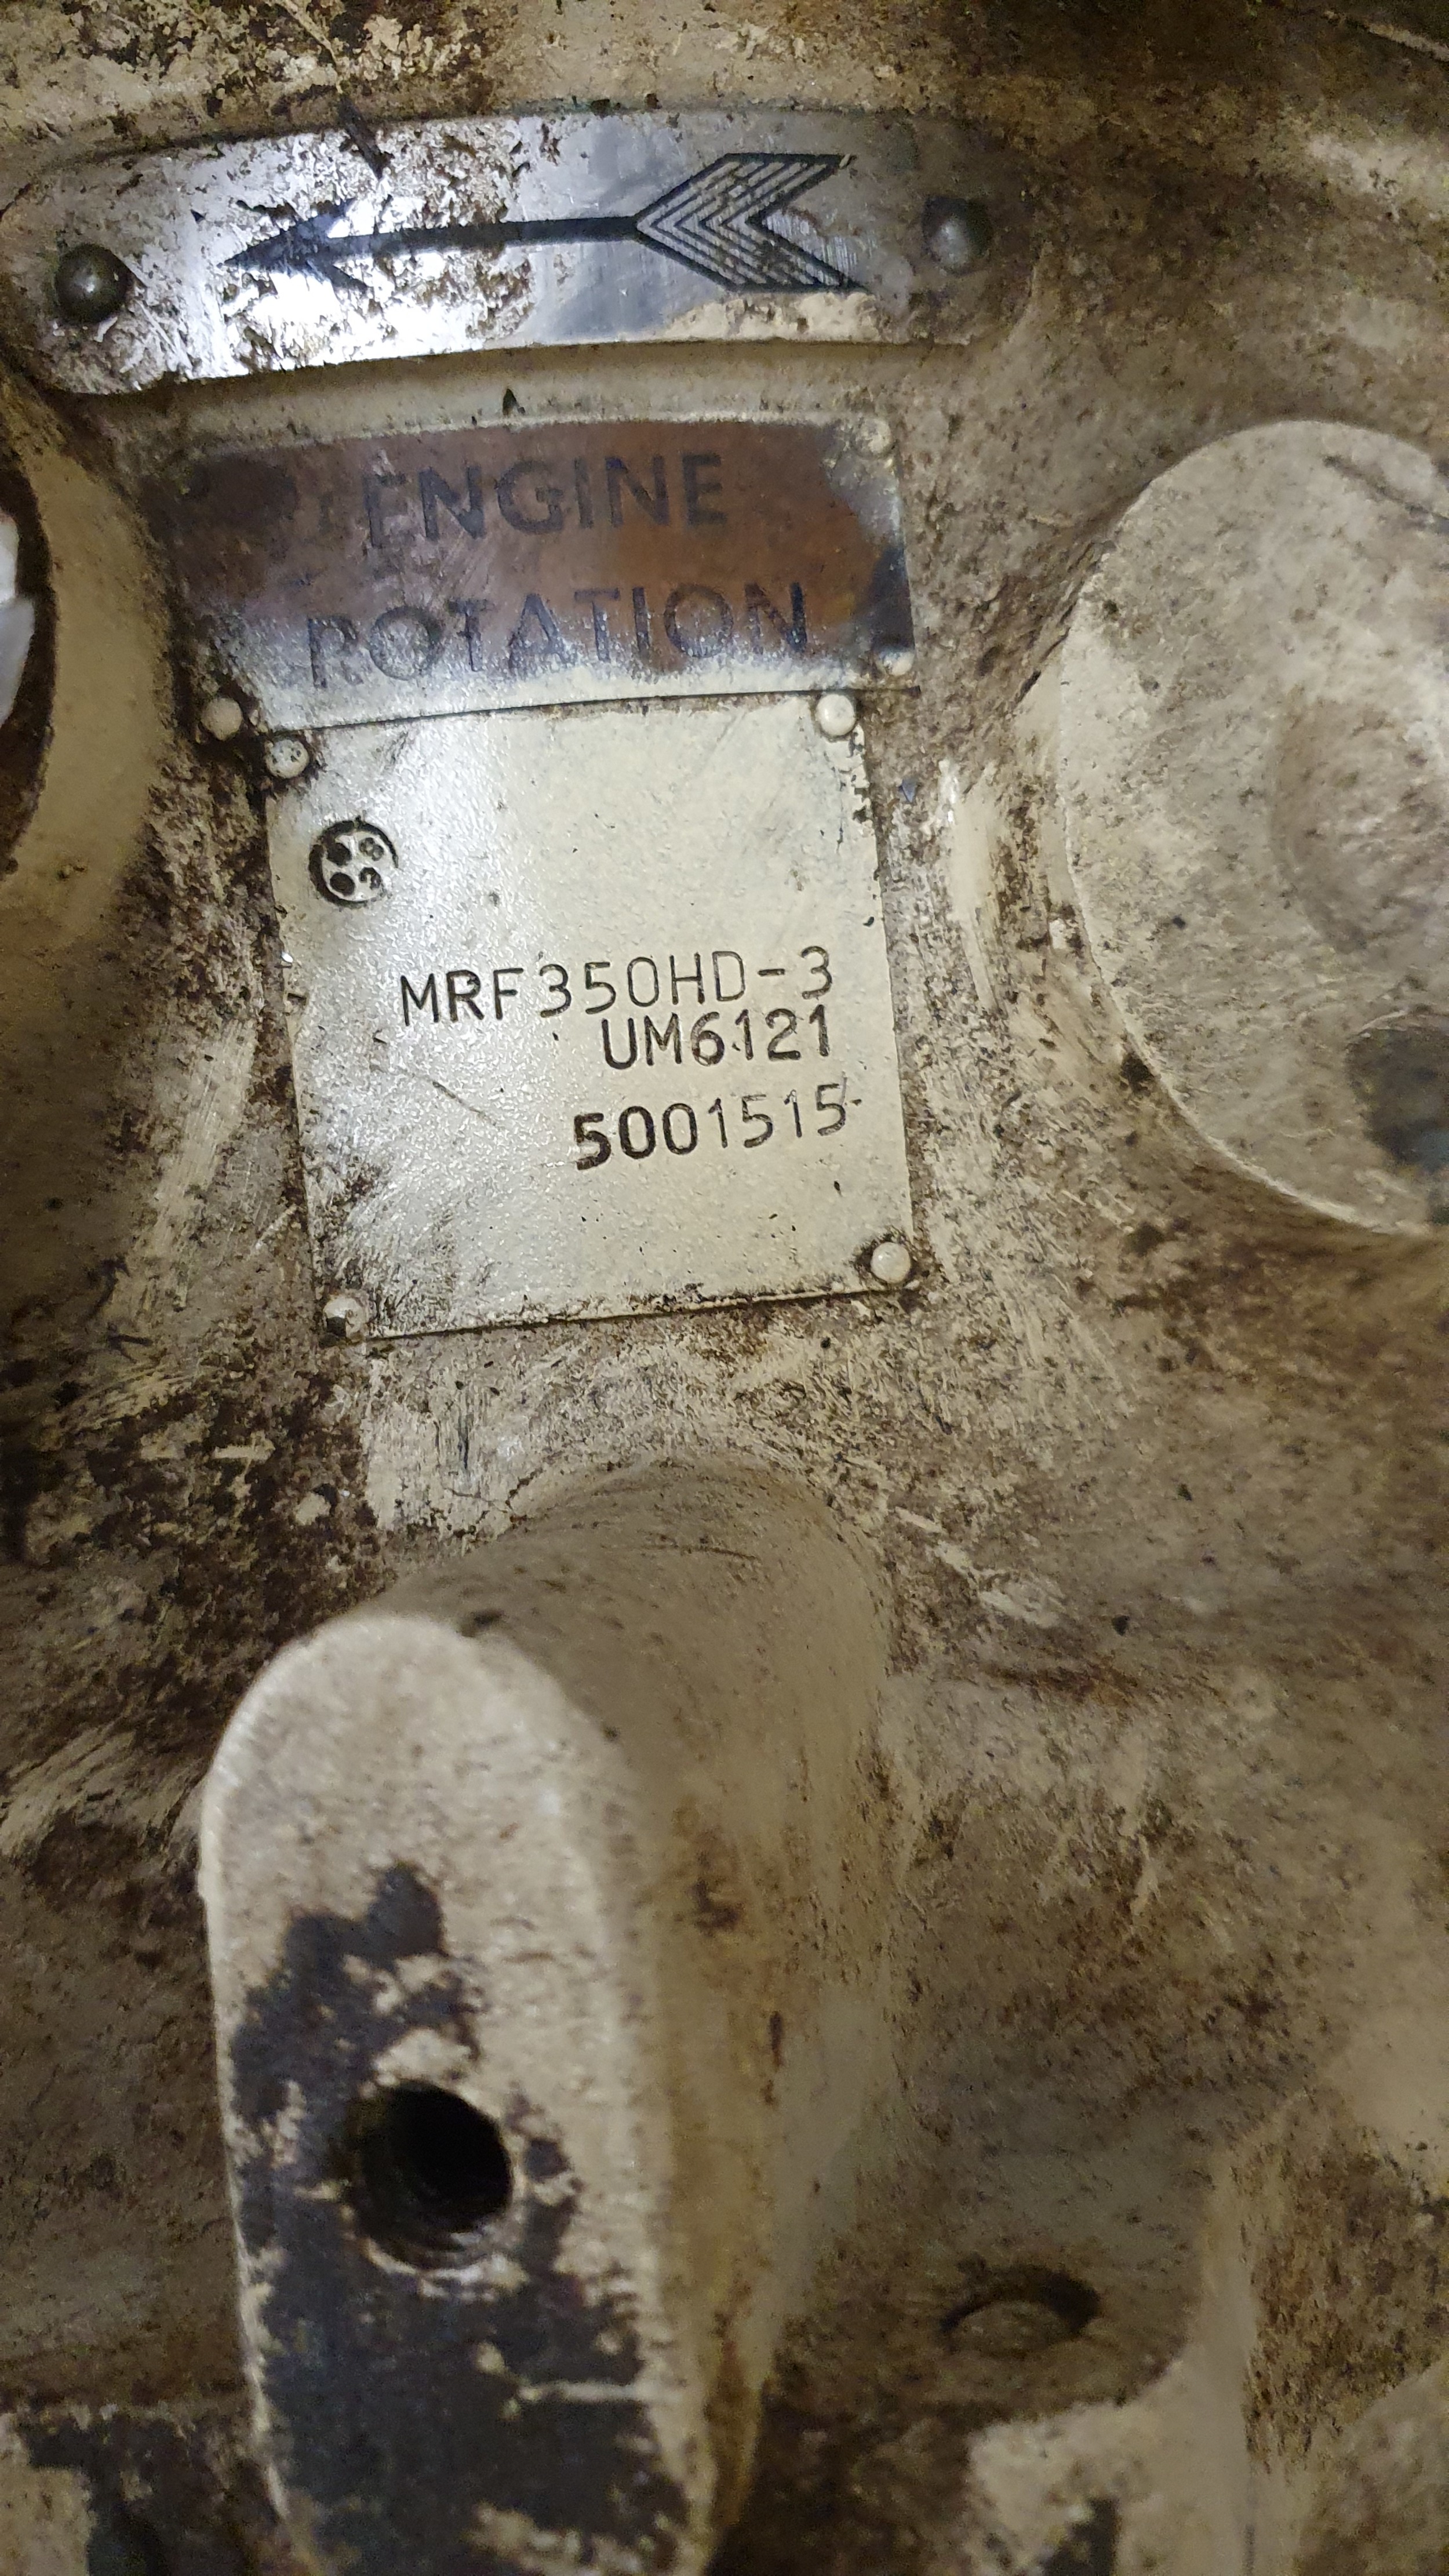 ENGINE
ROTATION
MRF350HD-3
UM6121
5001515